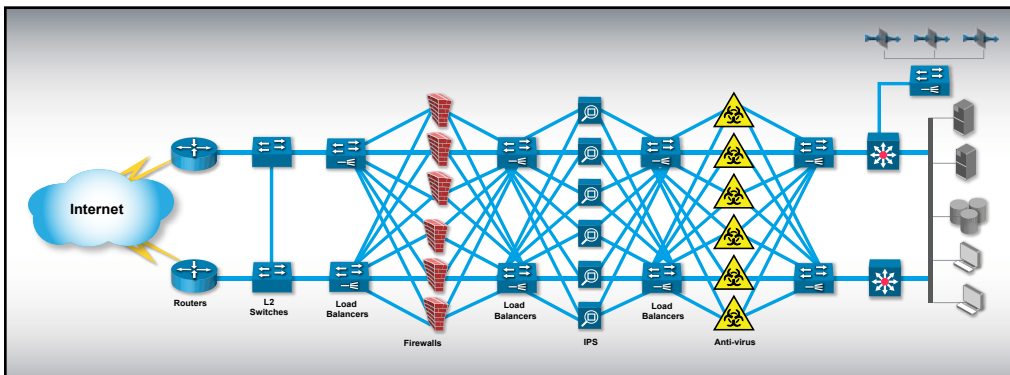 Internet
Routers
L2
Switches
Load
Balancers
Firewalls
Load
Balancers
IPS
Load
Balancers
Anti-virus